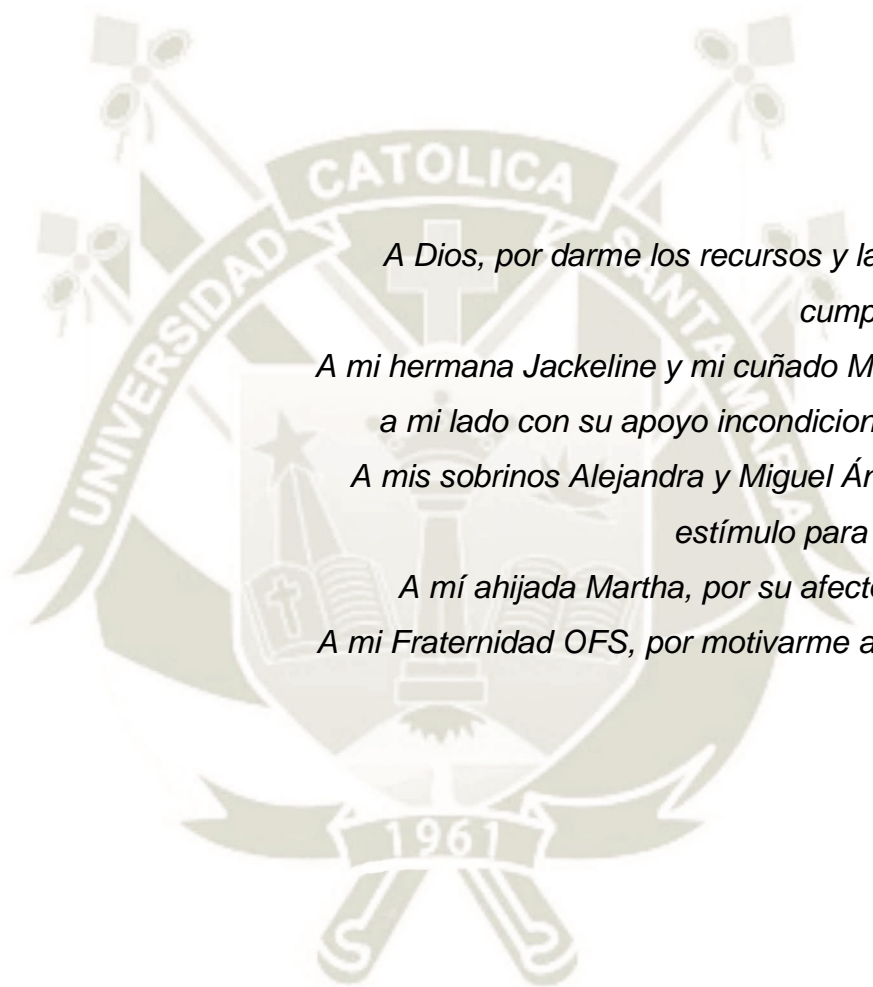 UNIVERSIDAD CATOLICA SANTA MARIA
A Dios, por darme los recursos y la
cump
A mi hermana Jackeline y mi cuñado M
a mi lado con su apoyo incondicion
A mis sobrinos Alejandra y Miguel Án
estímulo para
A mí ahijada Martha, por su afecto
A mi Fraternidad OFS, por motivarme a
1961